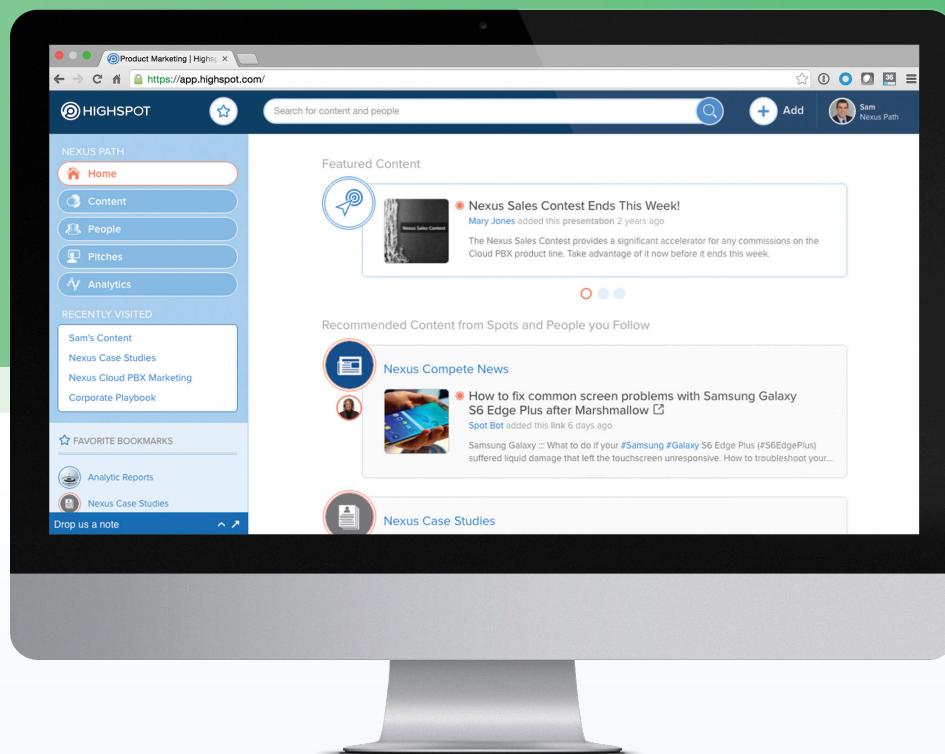 Product Marketing | Highs
https://app.highspot.com/
36
HIGHSPOT
Search for content and people
Add
Sam
Nexus Path
NEXUS PATH
Home
Content
People
Pitches
Analytics
RECENTLY VISITED
Sam's Content
Nexus Case Studies
Nexus Cloud PBX Marketing
Corporate Playbook
FAVORITE BOOKMARKS
Analytic Reports
Nexus Case Studies
Drop us a note
Featured Content
Nexus Sales Contest
Nexus Sales Contest Ends This Week!
Mary Jones added this presentation 2 years ago
The Nexus Sales Contest provides a significant accelerator for any commissions on the
Cloud PBX product line. Take advantage of it now before it ends this week.
Recommended Content from Spots and People you Follow
Nexus Compete News
How to fix common screen problems with Samsung Galaxy
S6 Edge Plus after Marshmallow
Spot Bot added this link 6 days ago
Samsung Galaxy ::: What to do if your #Samsung #Galaxy S6 Edge Plus (#S6EdgePlus)
suffered liquid damage that left the touchscreen unresponsive. How to troubleshoot your...
Nexus Case Studies